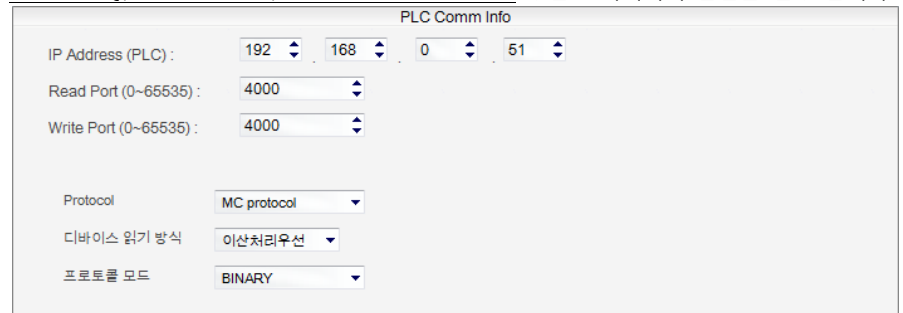 PLC Comm Info
IP Address (PLC) : 192 . 168 . 0 . 51
Read Port (0~65535) : 4000
Write Port (0~65535) : 4000
Protocol MC protocol
디바이스 읽기 방식 이산처리우선
프로토콜 모드 BINARY